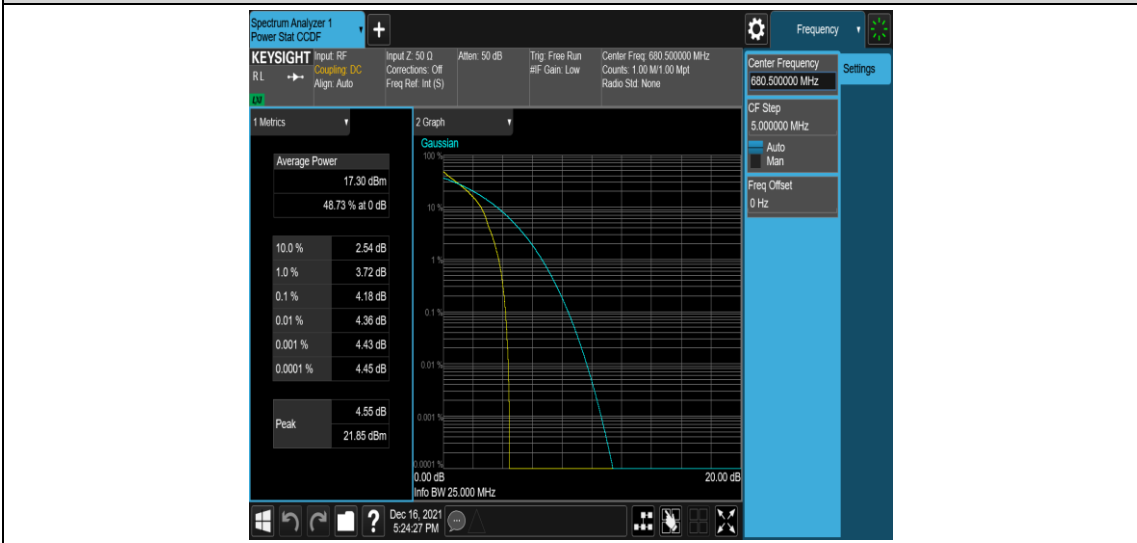 Spectrum Analyzer 1
Power Stat CCDF
+
Frequency
KEYSIGHT
RL
LXI
Input: RF
Coupling: DC
Align: Auto
Input Z: 50 Ω
Corrections: Off
Freq Ref: Int (S)
Atten: 50 dB
Trig: Free Run
#IF Gain: Low
Center Freq: 680.500000 MHz
Counts: 1.00 M/1.00 Mpt
Radio Std: None
Center Frequency
680.500000 MHz
Settings
CF Step
5.000000 MHz
Auto
Man
Freq Offset
0 Hz
1 Metrics
Average Power
17.30 dBm
48.73 % at 0 dB
10.0 % 2.54 dB
1.0 % 3.72 dB
0.1 % 4.18 dB
0.01 % 4.36 dB
0.001 % 4.43 dB
0.0001 % 4.45 dB
Peak 4.55 dB
21.85 dBm
2 Graph
Gaussian
100 %
10 %
1 %
0.1 %
0.01 %
0.001 %
0.0001 %
0.00 dB 20.00 dB
Info BW 25.000 MHz
?
Dec 16, 2021
5:24:27 PM